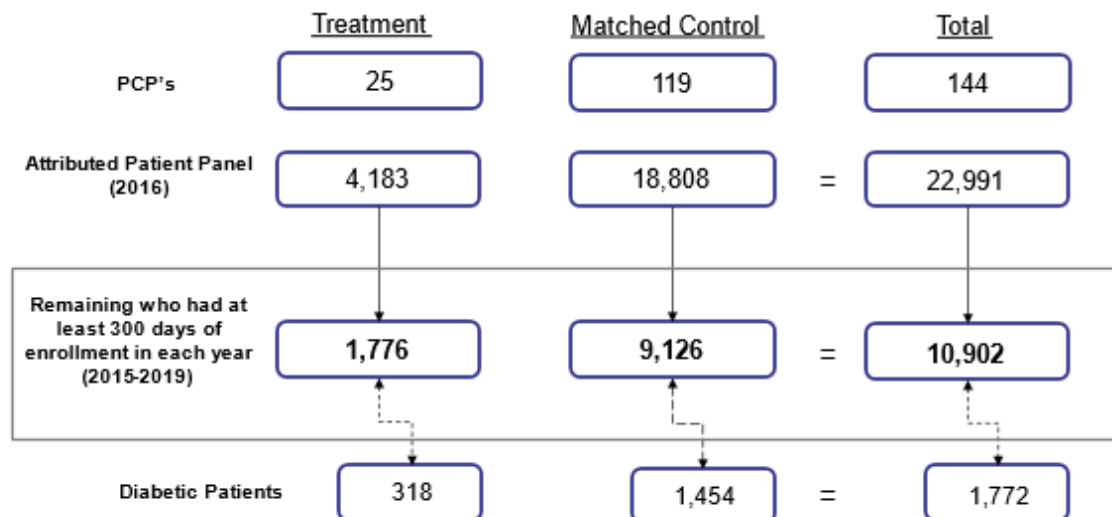 Treatment Matched Control Total
PCP's 25 119 144
Attributed Patient Panel
(2016)
4,183 18,808 = 22,991
Remaining who had at
least 300 days of
enrollment in each year
(2015-2019)
1,776 9,126 = 10,902
Diabetic Patients 318 1,454 = 1,772